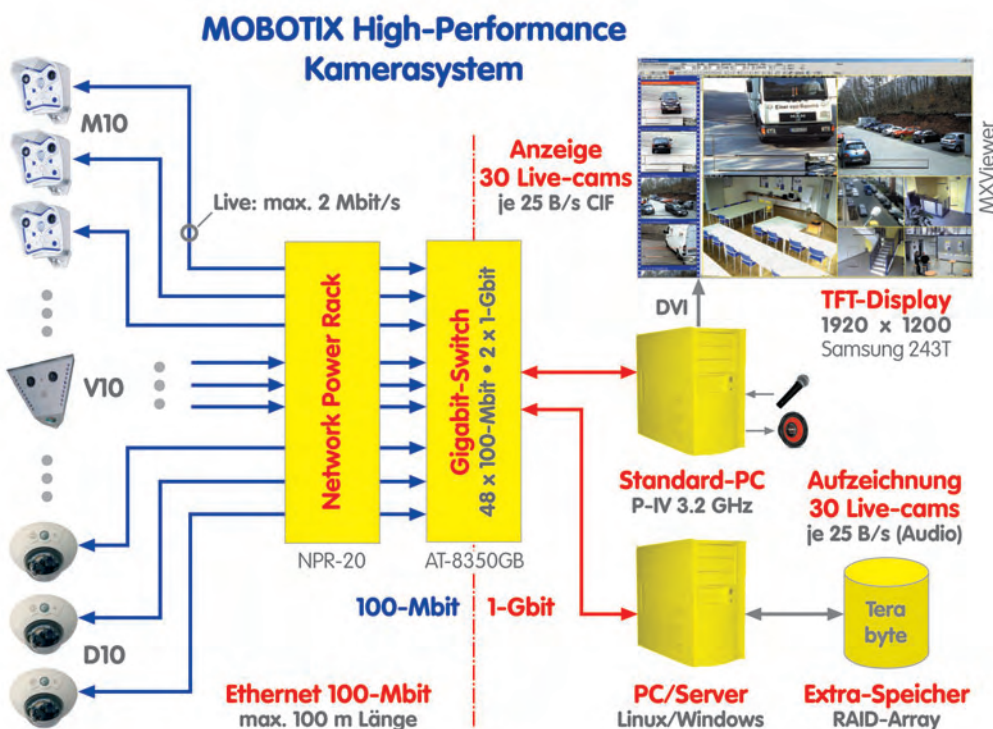 MOBOTIX High-Performance
Kamerasystem
M10
Live: max. 2 Mbit/s
Anzeige
30 Live-cams
je 25 B/s CIF
MXViewer
TFT-Display
1920 x 1200
Samsung 243T
DVI
V10
Network Power Rack
Gigabit-Switch
48 x 100-Mbit • 2 x 1-Gbit
NPR-20
AT-8350GB
Standard-PC
P-IV 3.2 GHz
Aufzeichnung
30 Live-cams
je 25 B/s (Audio)
100-Mbit
1-Gbit
Tera
byte
D10
Ethernet 100-Mbit
max. 100 m Länge
PC/Server
Linux/Windows
Extra-Speicher
RAID-Array